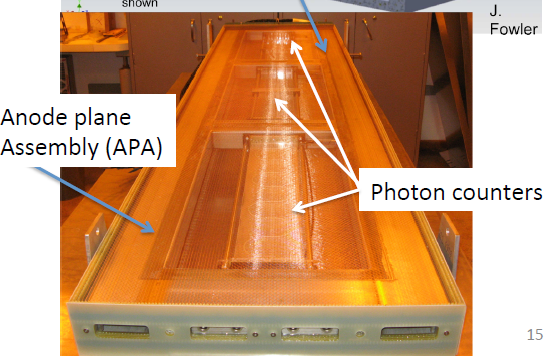 shown
J.
Fowler
Anode plane
Assembly (APA)
Photon counters
15